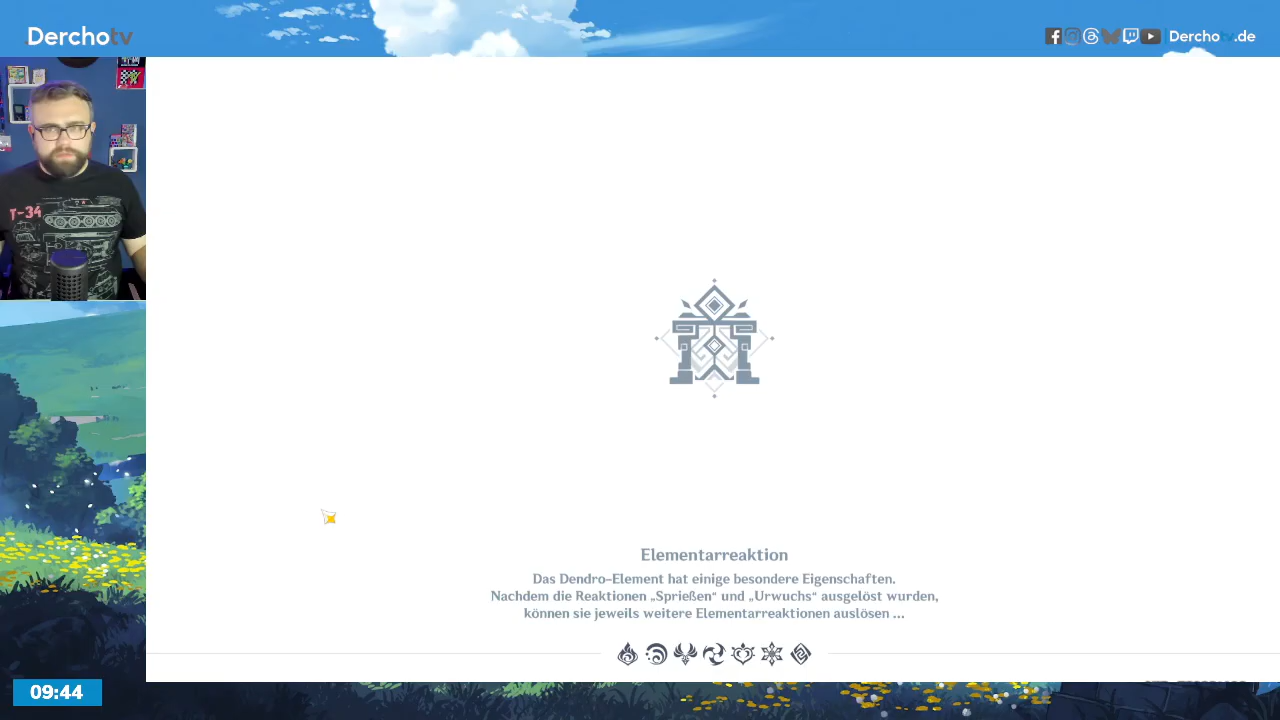 Derchotv
Derchotv.de
T-34
Elementarreaktion
Das Dendro-Element hat einige besondere Eigenschaften.
Nachdem die Reaktionen „Sprießen“ und „Urwuchs“ ausgelöst wurden,
können sie jeweils weitere Elementarreaktionen auslösen ...
09:44